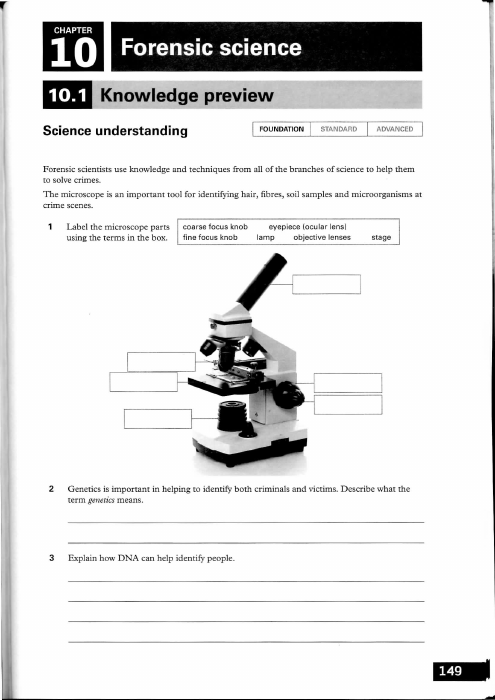 CHAPTER
10 Forensic science
10.1 Knowledge preview
Science understanding
FOUNDATION STANDARD ADVANCED
Forensic scientists use knowledge and techniques from all of the branches of science to help them
to solve crimes.
The microscope is an important tool for identifying hair, fibres, soil samples and microorganisms at
crime scenes.
1 Label the microscope parts
using the terms in the box.
coarse focus knob eyepiece (ocular lens)
fine focus knob lamp objective lenses stage
2 Genetics is important in helping to identify both criminals and victims. Describe what the
term genetics means.
3 Explain how DNA can help identify people.
149